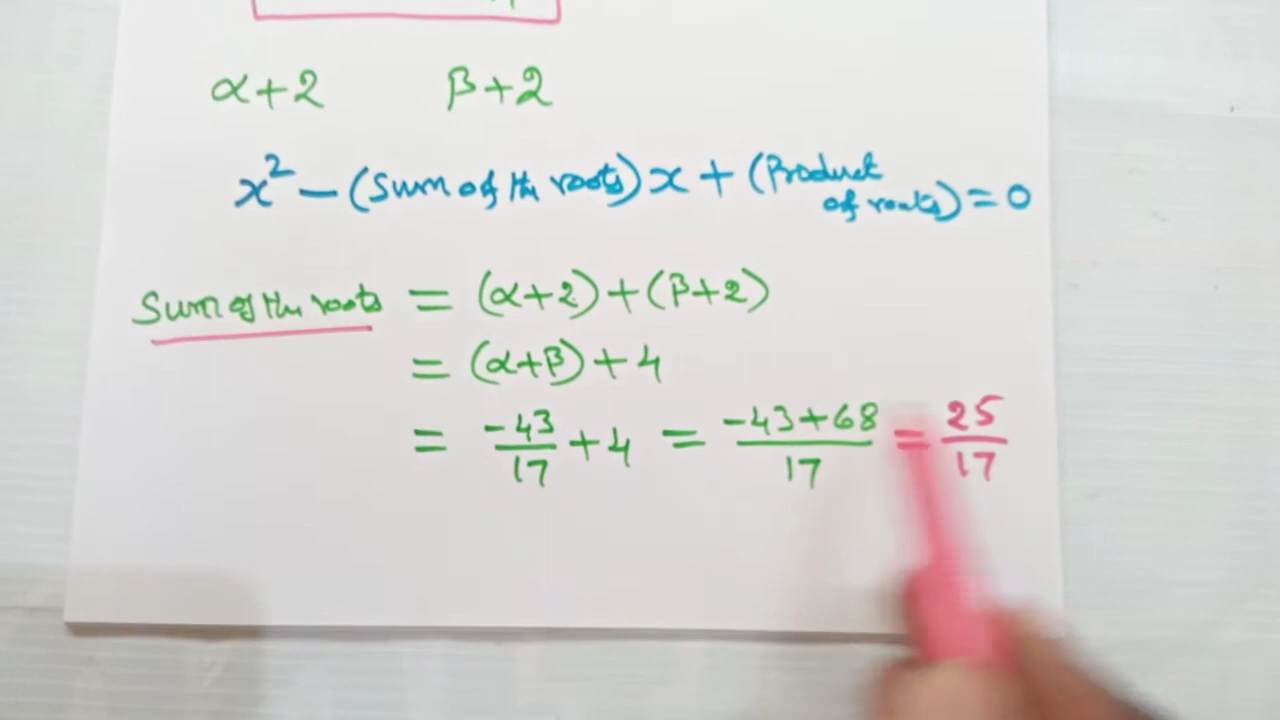 α+2 β+2
x² – (Sum of the roots) x + (Product of roots) = 0
Sum of the roots = (α+2) + (β+2)
= (α+β) + 4
= -43/17 + 4 = -43+68/17 = 25/17